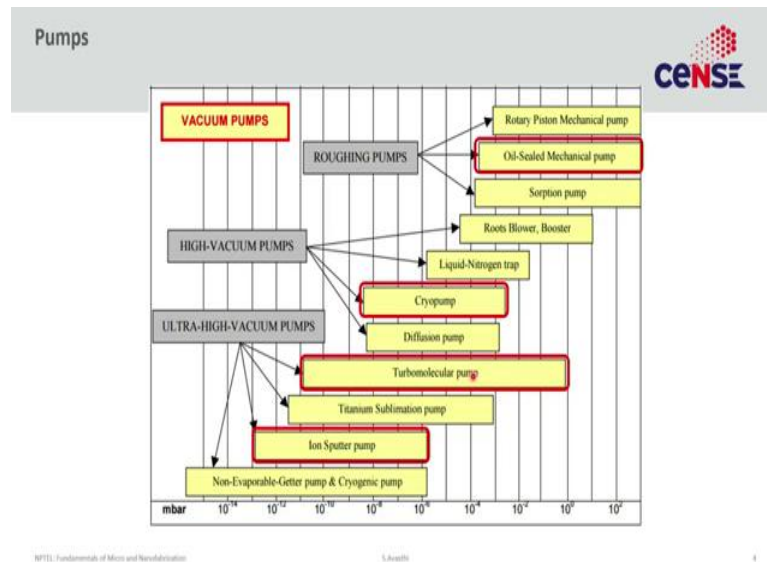 Pumps
CeNSE
VACUUM PUMPS
Rotary Piston Mechanical pump
ROUGHING PUMPS
Oil-Sealed Mechanical pump
Sorption pump
Roots Blower, Booster
HIGH-VACUUM PUMPS
Liquid-Nitrogen trap
Cryopump
ULTRA-HIGH-VACUUM PUMPS
Diffusion pump
Turbomolecular pump
Titanium Sublimation pump
Ion Sputter pump
Non-Evaporable-Getter pump & Cryogenic pump
mbar 10⁻¹⁴ 10⁻¹² 10⁻¹⁰ 10⁻⁸ 10⁻⁶ 10⁻⁴ 10⁻² 10⁰ 10²
NPTEL: Fundamentals of Micro and Nanofabrication S.Avasthi 4